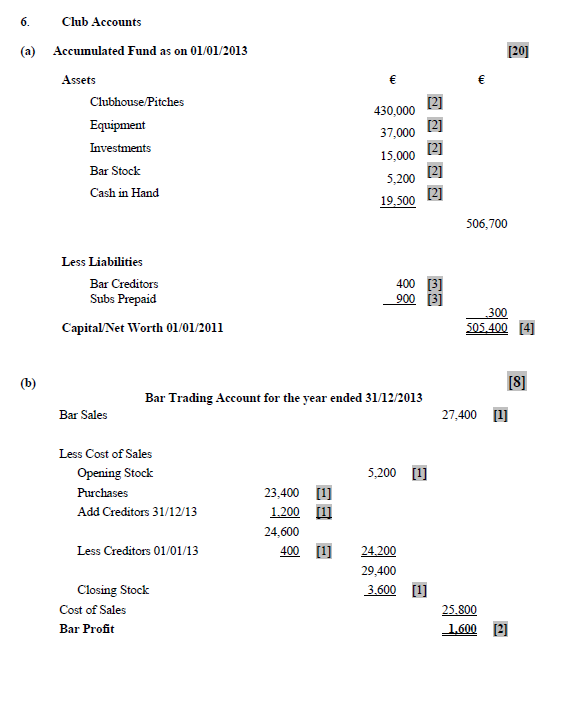 6. Club Accounts
(a) Accumulated Fund as on 01/01/2013 [20]
Assets € €
Clubhouse/Pitches 430,000 [2]
Equipment 37,000 [2]
Investments 15,000 [2]
Bar Stock 5,200 [2]
Cash in Hand 19,500 [2]
506,700
Less Liabilities
Bar Creditors 400 [3]
Subs Prepaid 900 [3]
.300
Capital/Net Worth 01/01/2011 505,400 [4]
(b) [8]
Bar Trading Account for the year ended 31/12/2013
Bar Sales 27,400 [1]
Less Cost of Sales
Opening Stock 5,200 [1]
Purchases 23,400 [1]
Add Creditors 31/12/13 1,200 [1]
24,600
Less Creditors 01/01/13 400 [1] 24,200
29,400
Closing Stock 3,600 [1]
Cost of Sales 25,800
Bar Profit 1,600 [2]